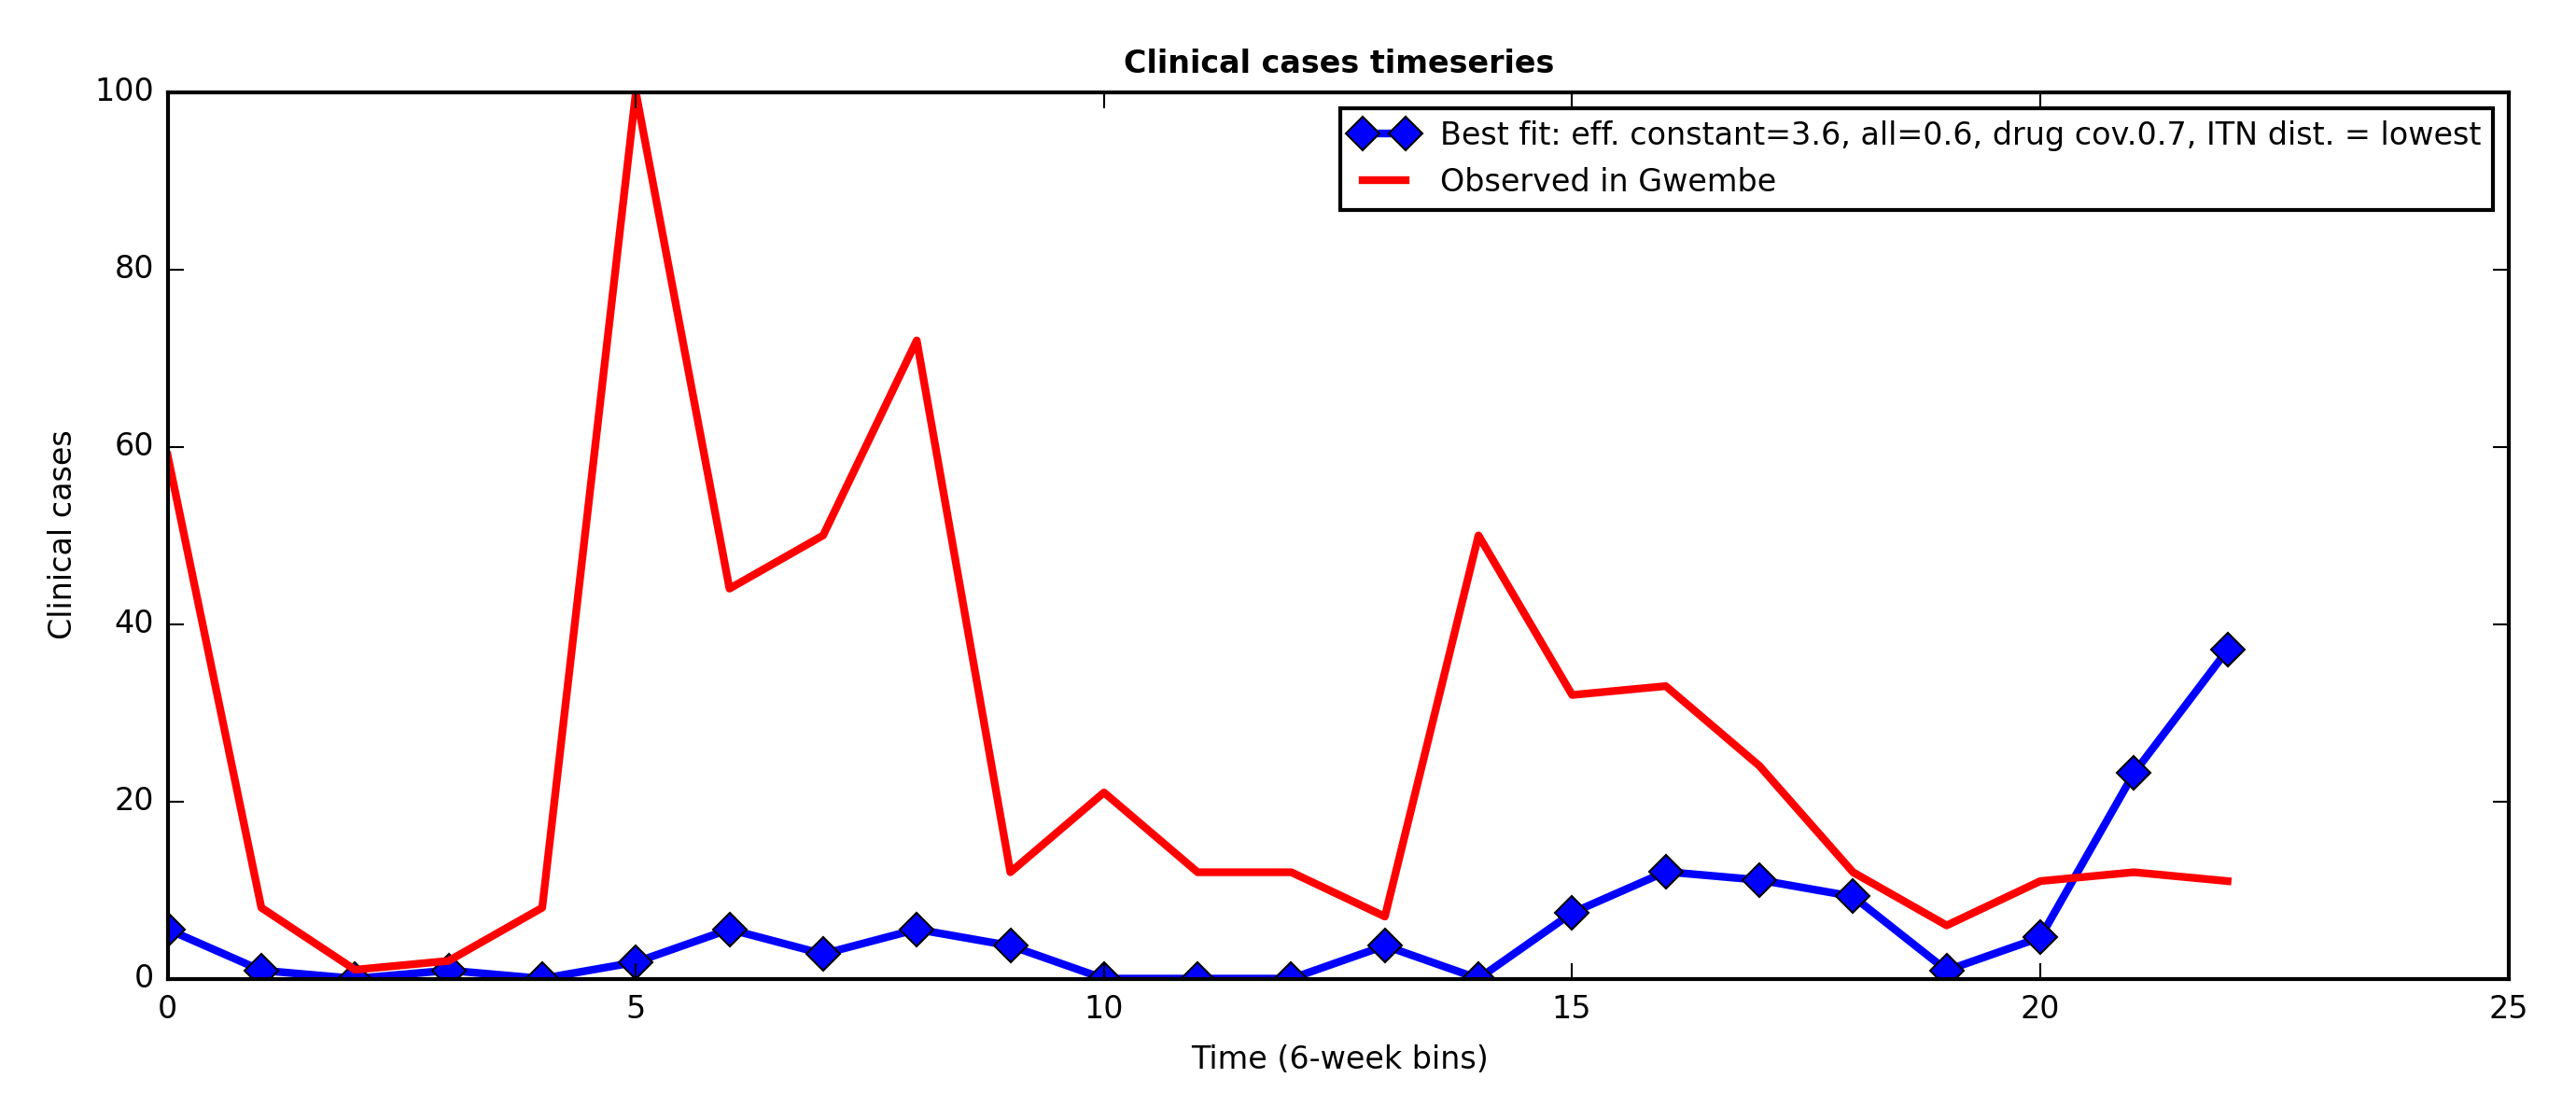 Clinical cases timeseries
100
80
60
40
20
0
Clinical cases
Best fit: eff. constant=3.6, all=0.6, drug cov.0.7, ITN dist. = lowest
Observed in Gwembe
0 5 10 15 20 25
Time (6-week bins)